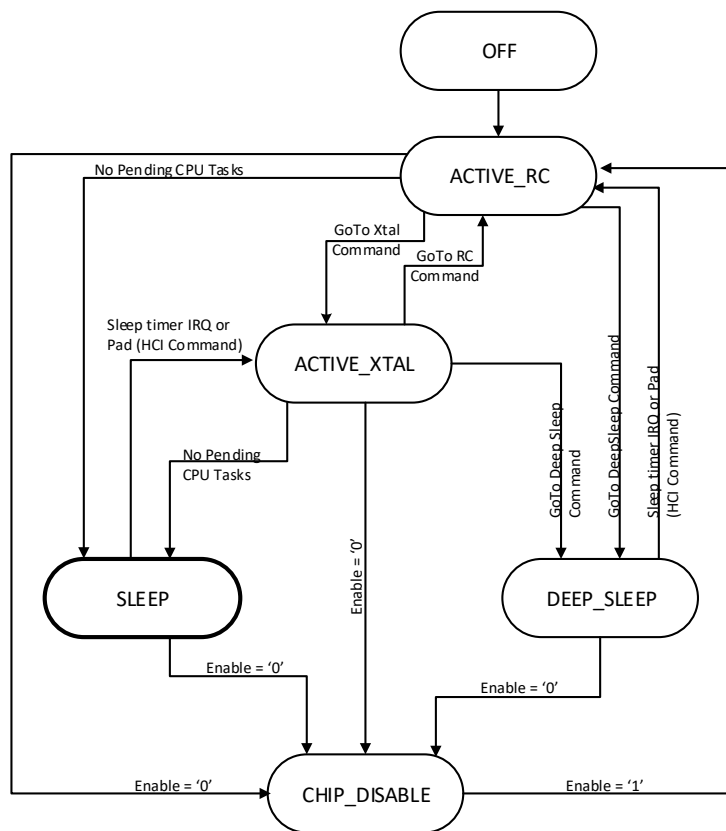 OFF
ACTIVE_RC
No Pending CPU Tasks
GoTo Xtal
Command
GoTo RC
Command
Sleep timer IRQ or
Pad (HCI Command)
ACTIVE_XTAL
No Pending
CPU Tasks
Enable = ‘0’
GoTo Deep Sleep
Command
GoTo DeepSleep Command
Sleep timer IRQ or Pad
(HCI Command)
SLEEP
DEEP_SLEEP
Enable = ‘0’
Enable = ‘0’
Enable = ‘0’
CHIP_DISABLE
Enable = ‘1’